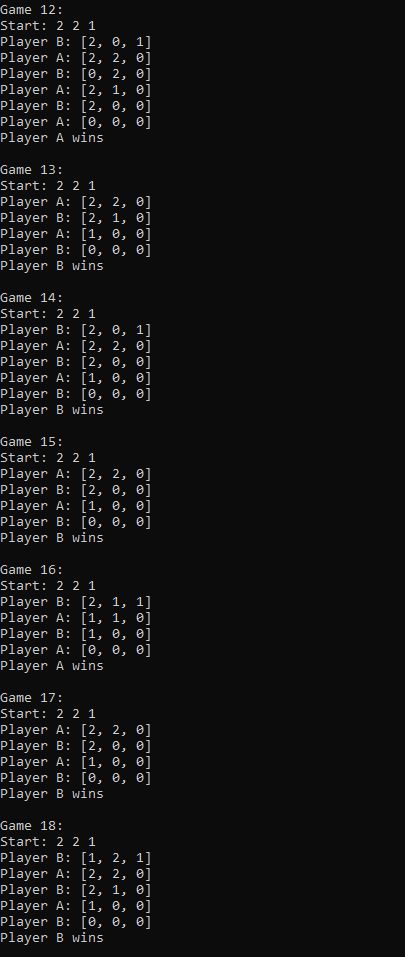 Game 12:
Start: 2 2 1
Player B: [2, 0, 1]
Player A: [2, 2, 0]
Player B: [0, 2, 0]
Player A: [2, 1, 0]
Player B: [2, 0, 0]
Player A: [0, 0, 0]
Player A wins

Game 13:
Start: 2 2 1
Player A: [2, 2, 0]
Player B: [2, 1, 0]
Player A: [1, 0, 0]
Player B: [0, 0, 0]
Player B wins

Game 14:
Start: 2 2 1
Player B: [2, 0, 1]
Player A: [2, 2, 0]
Player B: [2, 0, 0]
Player A: [1, 0, 0]
Player B: [0, 0, 0]
Player B wins

Game 15:
Start: 2 2 1
Player A: [2, 2, 0]
Player B: [2, 0, 0]
Player A: [1, 0, 0]
Player B: [0, 0, 0]
Player B wins

Game 16:
Start: 2 2 1
Player B: [2, 1, 1]
Player A: [1, 1, 0]
Player B: [1, 0, 0]
Player A: [0, 0, 0]
Player A wins

Game 17:
Start: 2 2 1
Player A: [2, 2, 0]
Player B: [2, 0, 0]
Player A: [1, 0, 0]
Player B: [0, 0, 0]
Player B wins

Game 18:
Start: 2 2 1
Player B: [1, 2, 1]
Player A: [2, 2, 0]
Player B: [2, 1, 0]
Player A: [1, 0, 0]
Player B: [0, 0, 0]
Player B wins